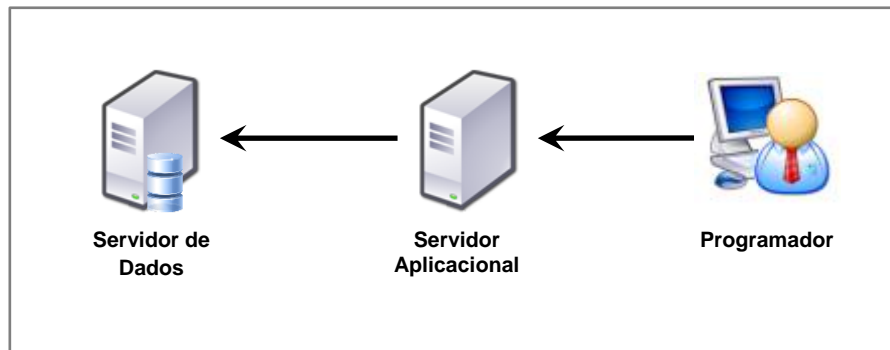 Servidor de
Dados
Servidor
Aplicacional
Programador